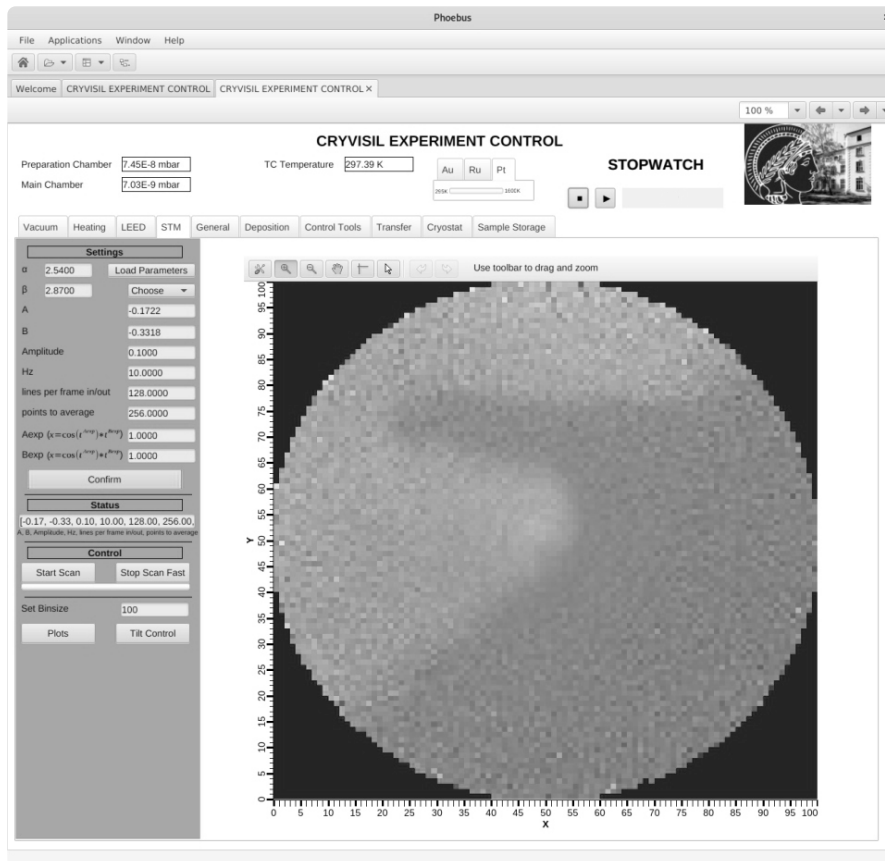 Phoebus
File Applications Window Help
Welcome CRYVISIL EXPERIMENT CONTROL CRYVISIL EXPERIMENT CONTROL ×
100 %
CRYVISIL EXPERIMENT CONTROL
Preparation Chamber 7.45E-8 mbar TC Temperature 297.39 K Au Ru Pt STOPWATCH
Main Chamber 7.03E-9 mbar
Vacuum Heating LEED STM General Deposition Control Tools Transfer Cryostat Sample Storage
Settings
α 2.5400 Load Parameters
β 2.8700 Choose
A -0.1722
B -0.3318
Amplitude 0.1000
Hz 10.0000
lines per frame in/out 128.0000
points to average 256.0000
Aexp (x=cos(t^Aexp)*t^Bexp) 1.0000
Bexp (x=cos(t^Aexp)*t^Bexp) 1.0000
Confirm
Status
[-0.17, -0.33, 0.10, 10.00, 128.00, 256.00,
A, B, Amplitude, Hz, lines per frame in/out, points to average
Control
Start Scan Stop Scan Fast
Set Binsize 100
Plots Tilt Control
Use toolbar to drag and zoom
100
95
90
85
80
75
70
65
60
55
50
45
40
35
30
25
20
15
10
5
0
Y
0 5 10 15 20 25 30 35 40 45 50 55 60 65 70 75 80 85 90 95 100
X